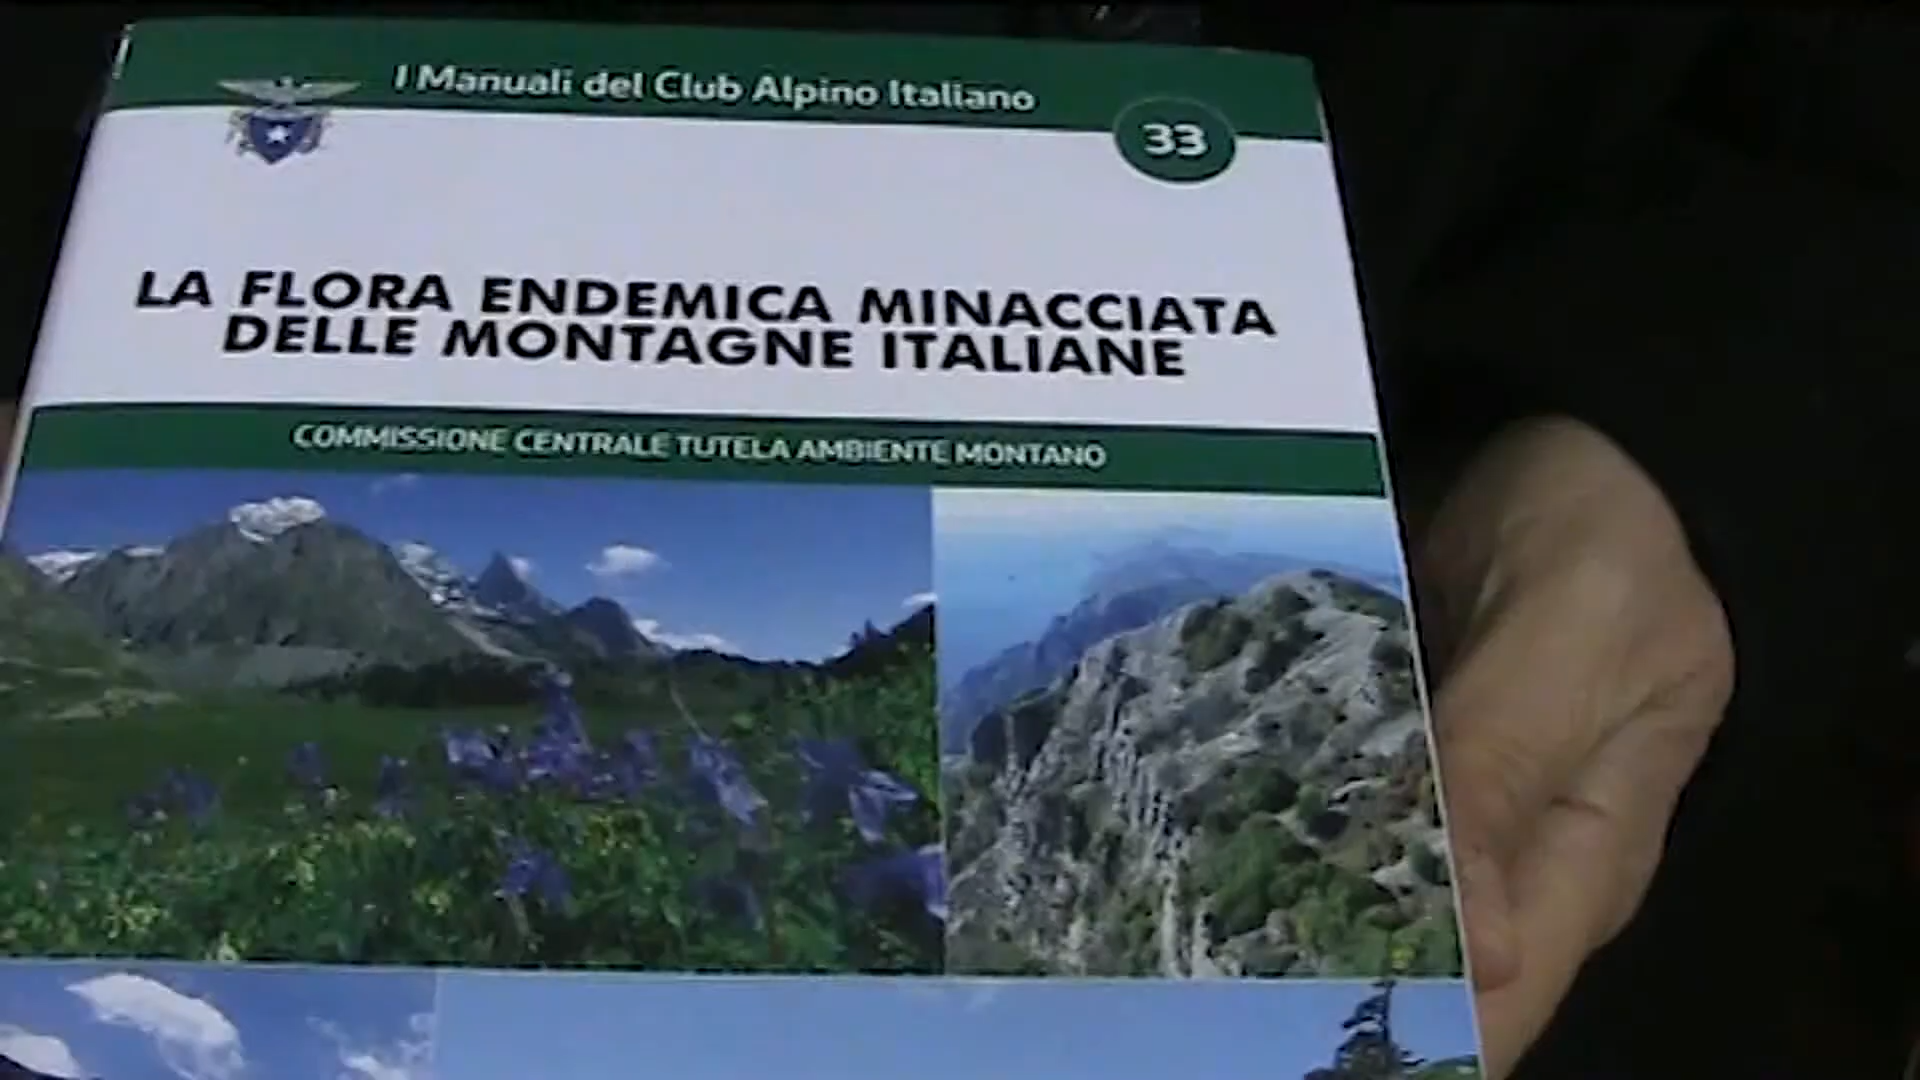 I Manuali del Club Alpino Italiano
33
LA FLORA ENDEMICA MINACCIATA
DELLE MONTAGNE ITALIANE
COMMISSIONE CENTRALE TUTELA AMBIENTE MONTANO